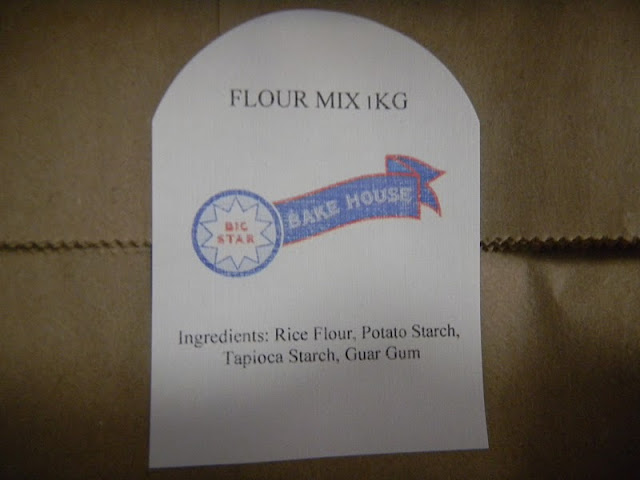 FLOUR MIX 1KG
BIG
STAR
BAKE HOUSE
Ingredients: Rice Flour, Potato Starch,
Tapioca Starch, Guar Gum